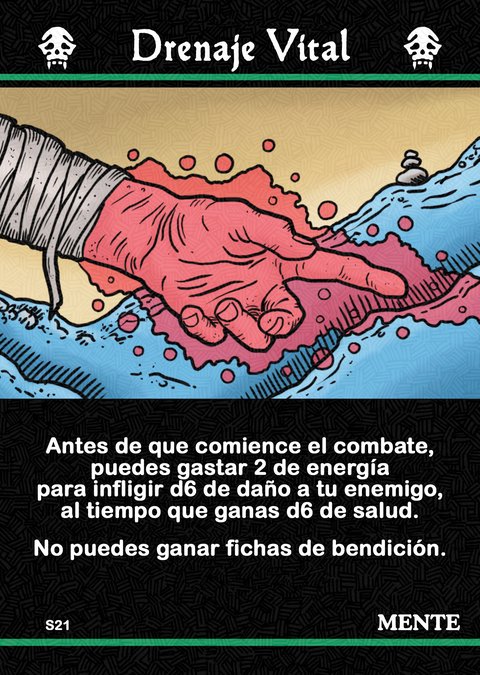 Drenaje Vital
Antes de que comience el combate,
puedes gastar 2 de energía
para infligir d6 de daño a tu enemigo,
al tiempo que ganas d6 de salud.
No puedes ganar fichas de bendición.
S21
MENTE